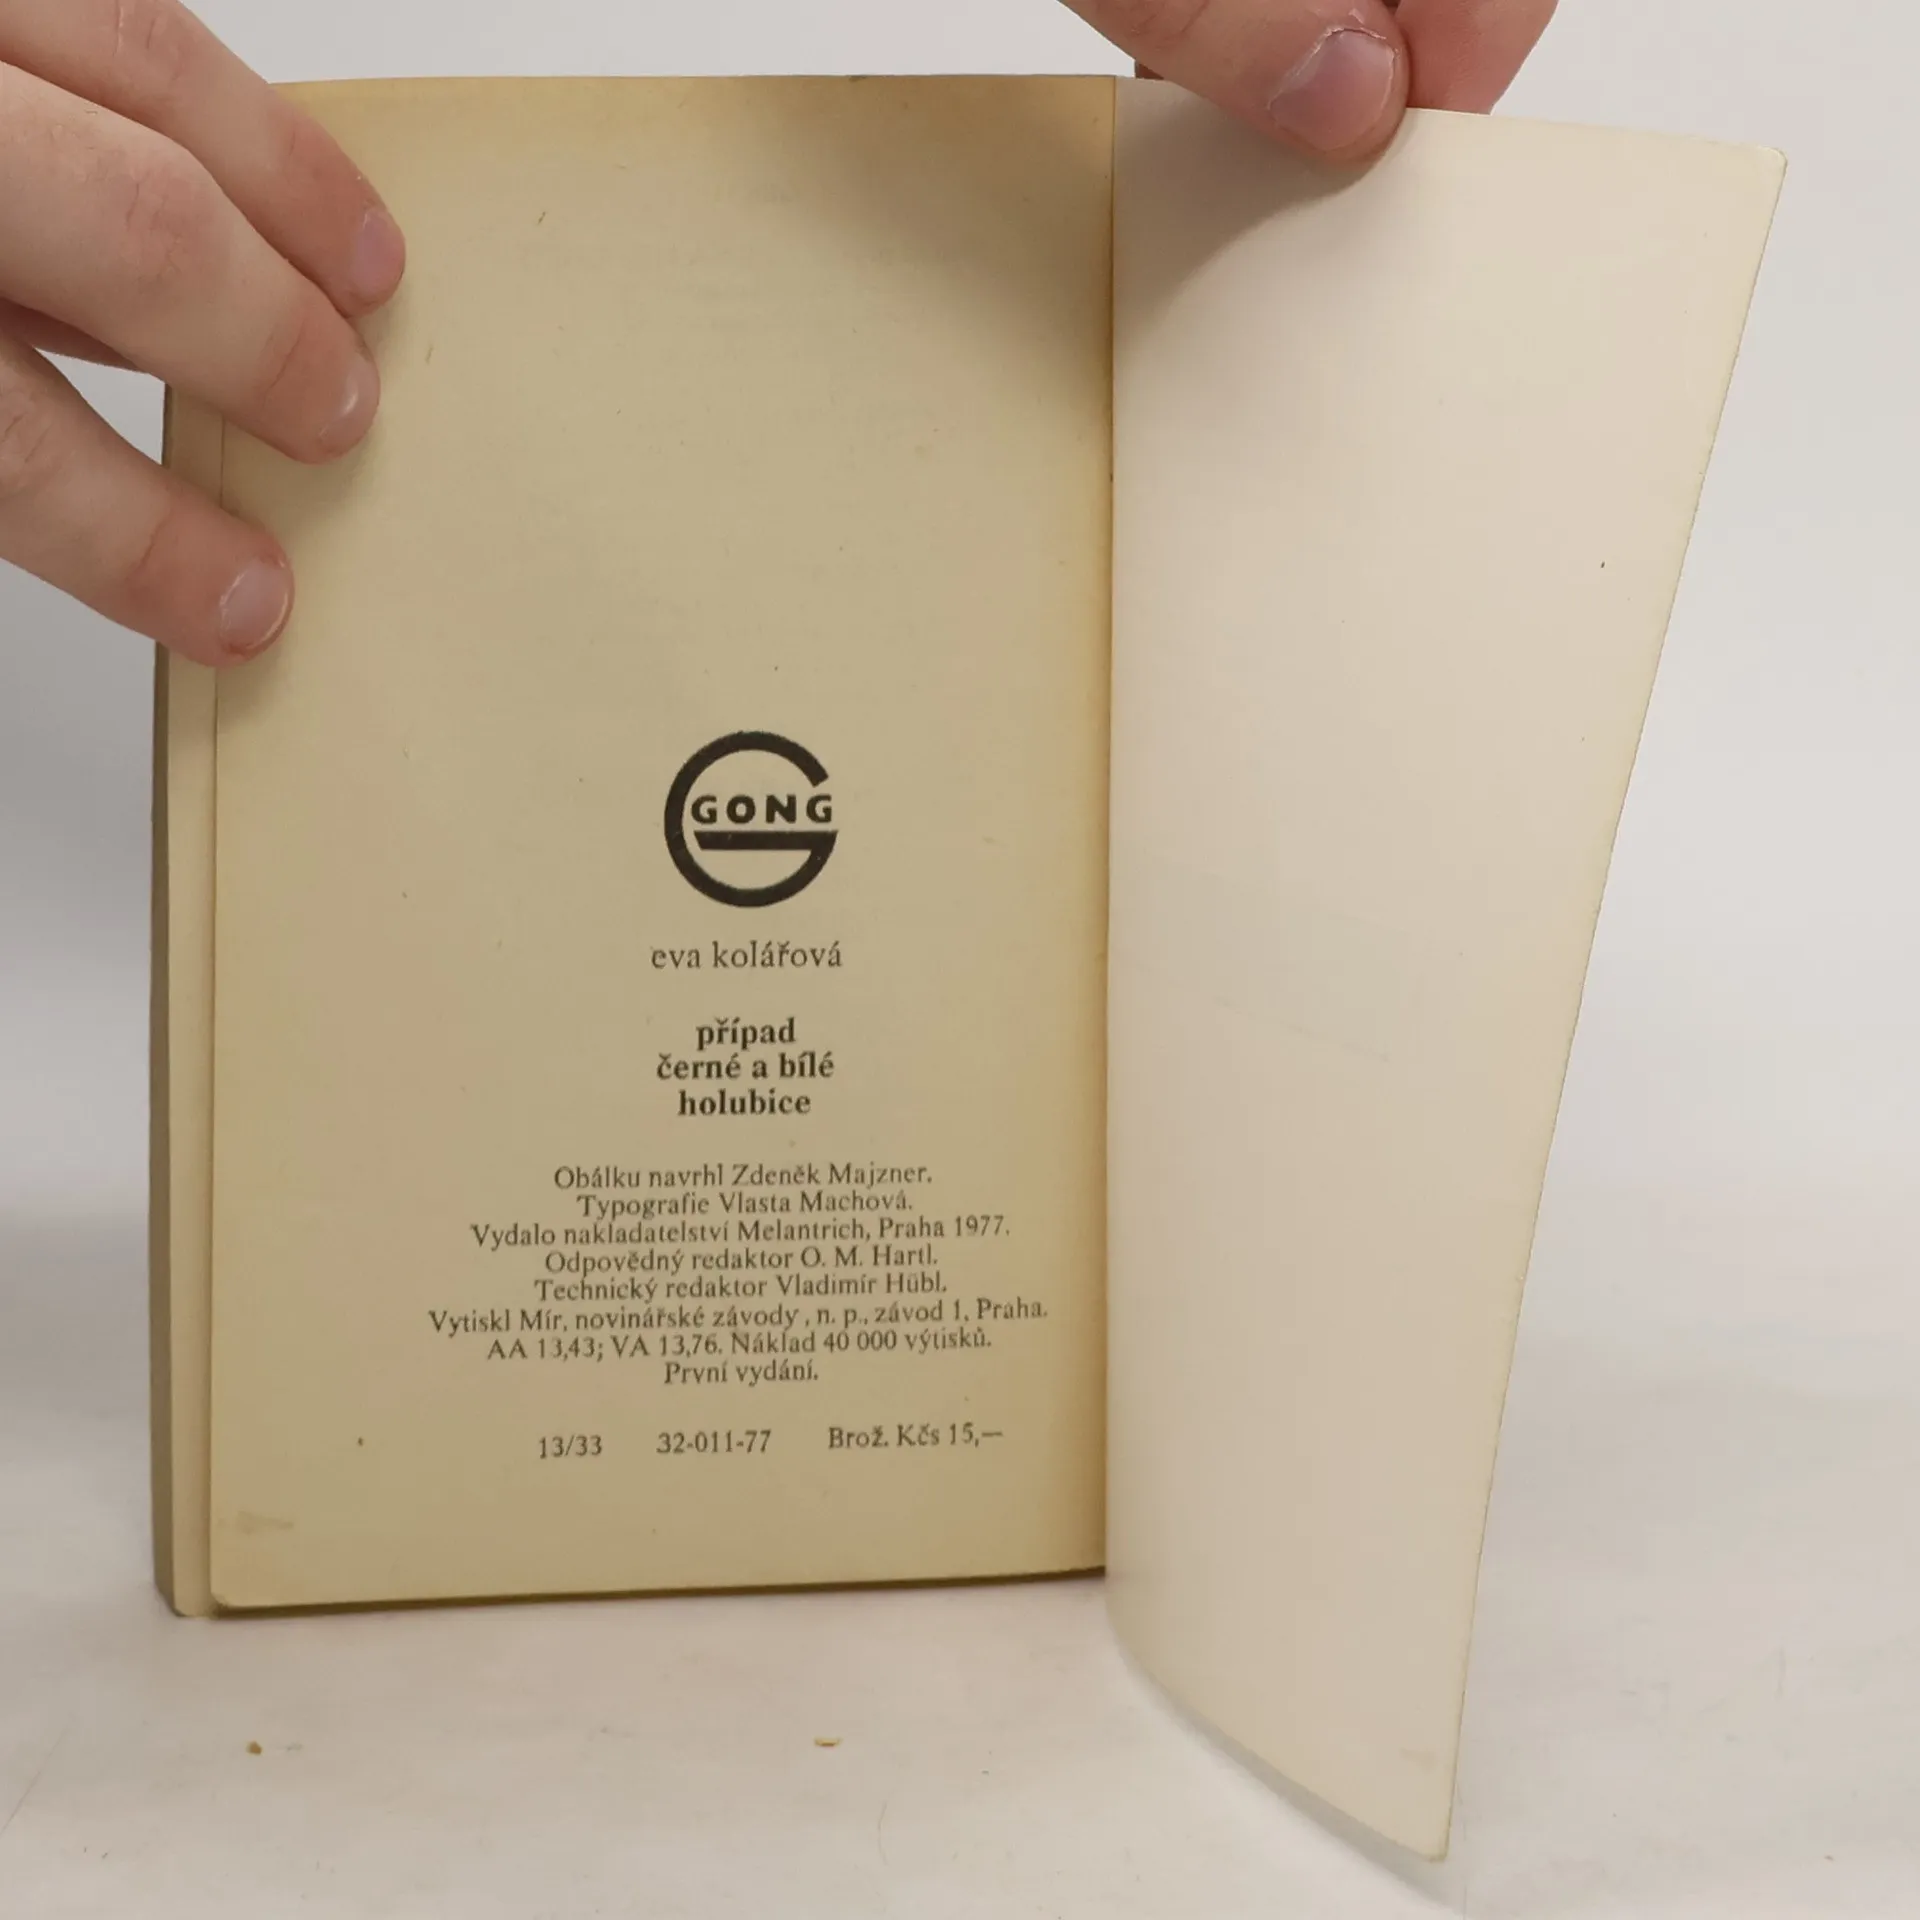 GONG
eva kolářová
případ
černé a bílé
holubice
Obálku navrhl Zdeněk Majzner.
Typografie Vlasta Machová.
Vydalo nakladatelství Melantrich, Praha 1977.
Odpovědný redaktor O. M. Hartl.
Technický redaktor Vladimír Hübl.
Vytiskl Mír, novinářské závody, n. p., závod 1, Praha.
AA 13,43; VA 13,76. Náklad 40 000 výtisků.
První vydání.
13/33 32-011-77 Brož. Kčs 15,—